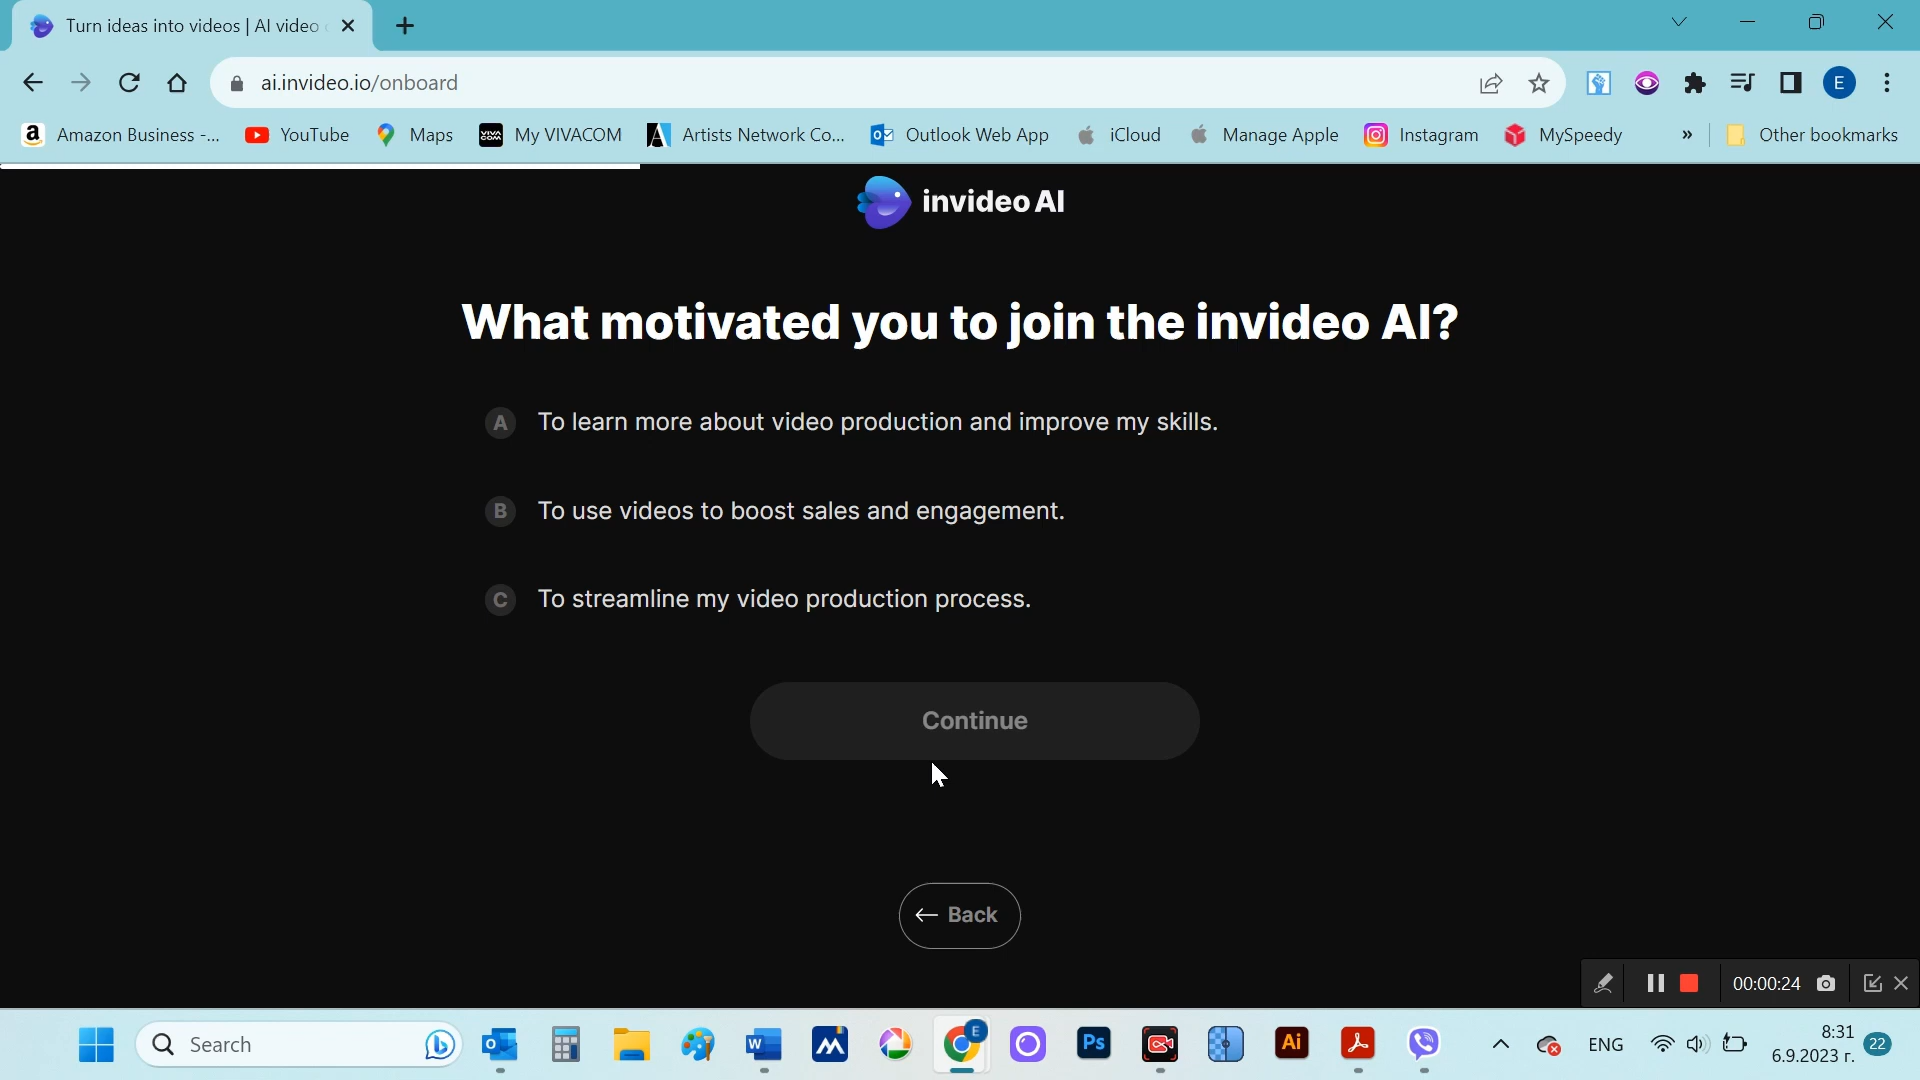 Turn ideas into videos | AI video
ai.invideo.io/onboard
E
Amazon Business -...
YouTube
Maps
VIVA
COM
My VIVACOM
Artists Network Co...
Outlook Web App
iCloud
Manage Apple
Instagram
MySpeedy
»
Other bookmarks
invideo AI
What motivated you to join the invideo AI?
A To learn more about video production and improve my skills.
B To use videos to boost sales and engagement.
C To streamline my video production process.
Continue
← Back
00:00:24
Search
E
Ps
Ai
ENG
8:31
6.9.2023 г.
22